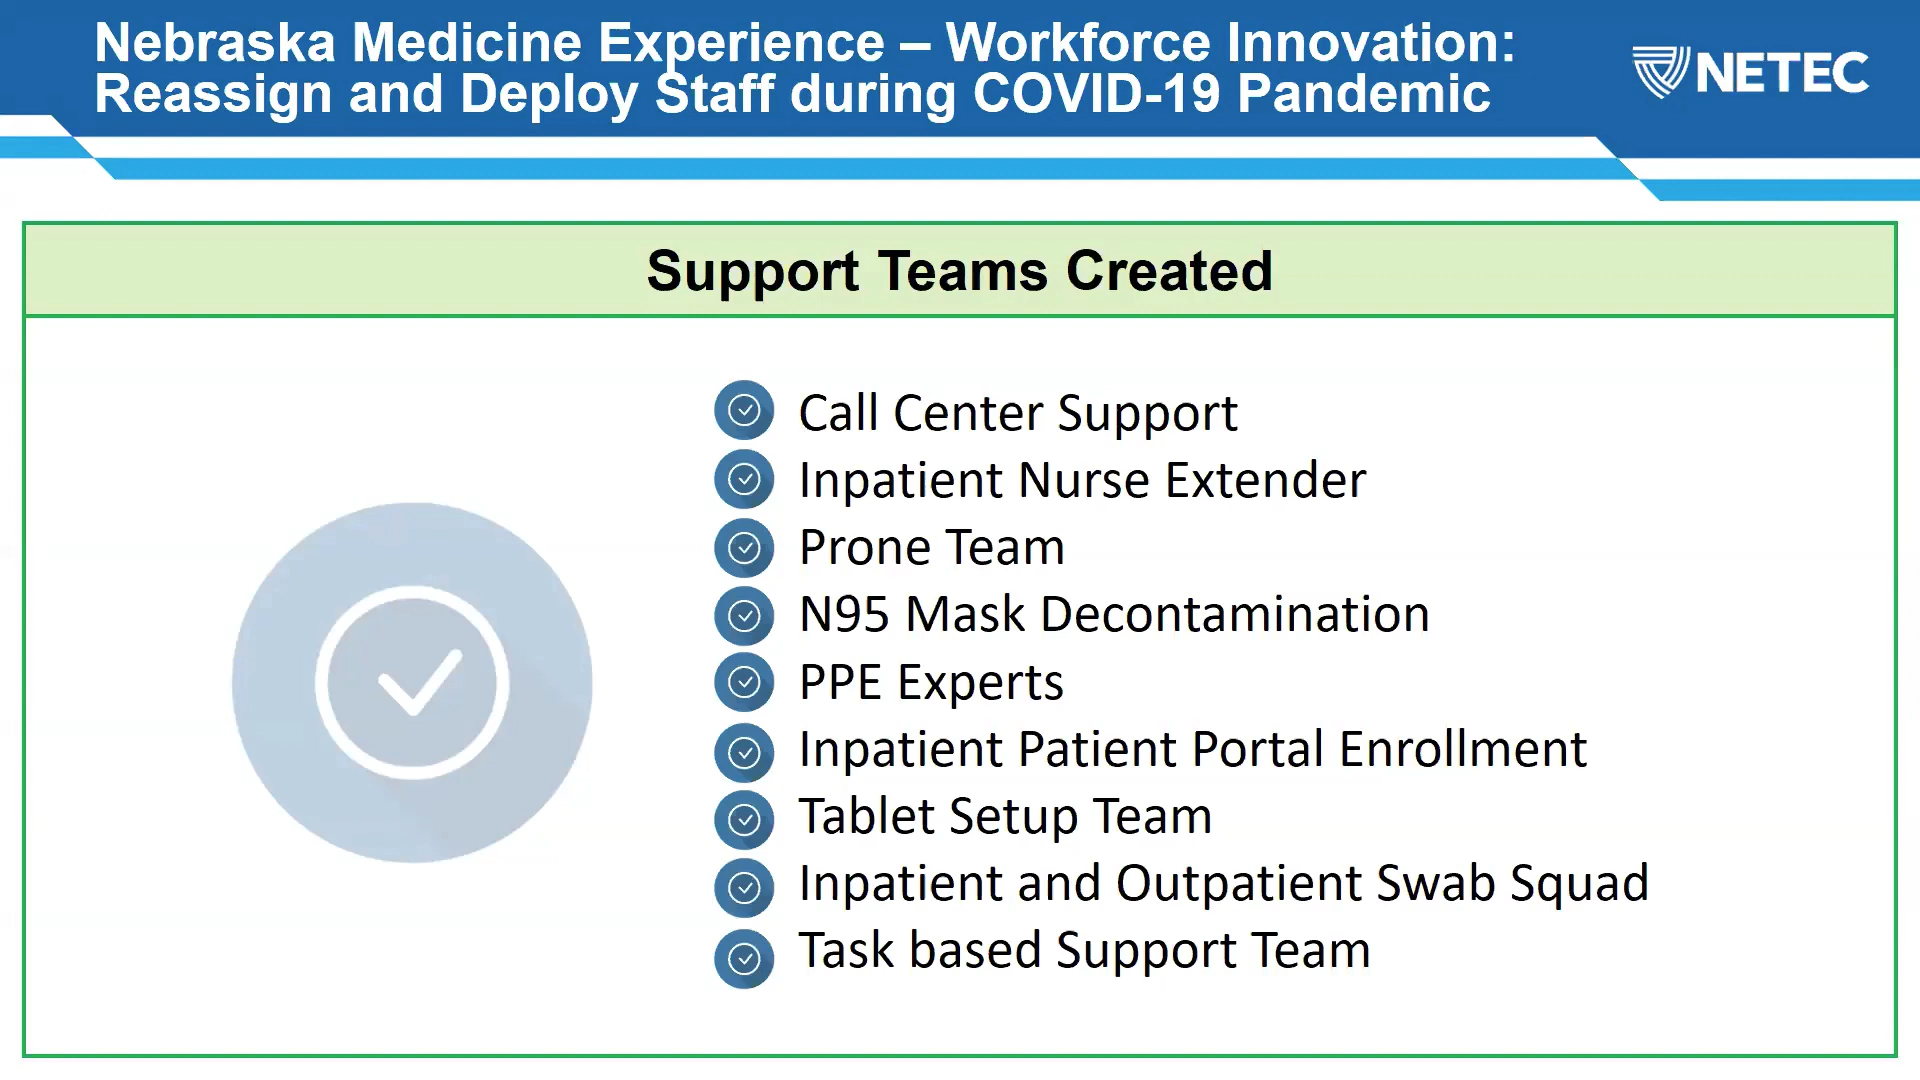 Nebraska Medicine Experience – Workforce Innovation:
Reassign and Deploy Staff during COVID-19 Pandemic
NETEC
Support Teams Created
Call Center Support
Inpatient Nurse Extender
Prone Team
N95 Mask Decontamination
PPE Experts
Inpatient Patient Portal Enrollment
Tablet Setup Team
Inpatient and Outpatient Swab Squad
Task based Support Team